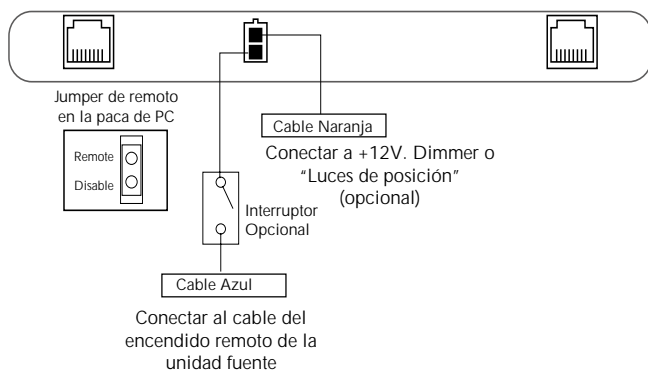 Jumper de remoto
en la paca de PC
Remote
Disable
Cable Naranja
Conectar a +12V. Dimmer o
“Luces de posición”
(opcional)
Interruptor
Opcional
Cable Azul
Conectar al cable del
encendido remoto de la
unidad fuente